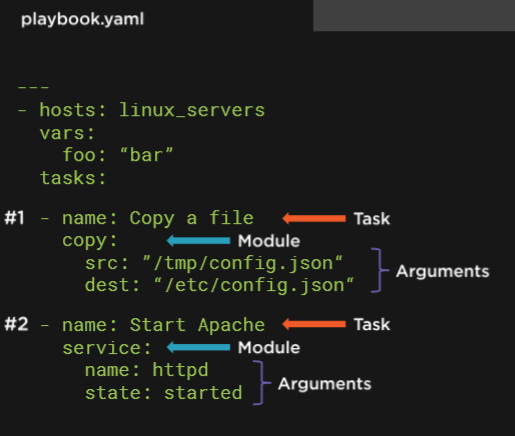 playbook.yaml
---
- hosts: linux_servers
vars:
foo: “bar”
tasks:
#1 - name: Copy a file Task
copy: Module
src: ”/tmp/config.json“
dest: “/etc/config.json“
Arguments
#2 - name: Start Apache Task
service: Module
name: httpd
state: started
Arguments